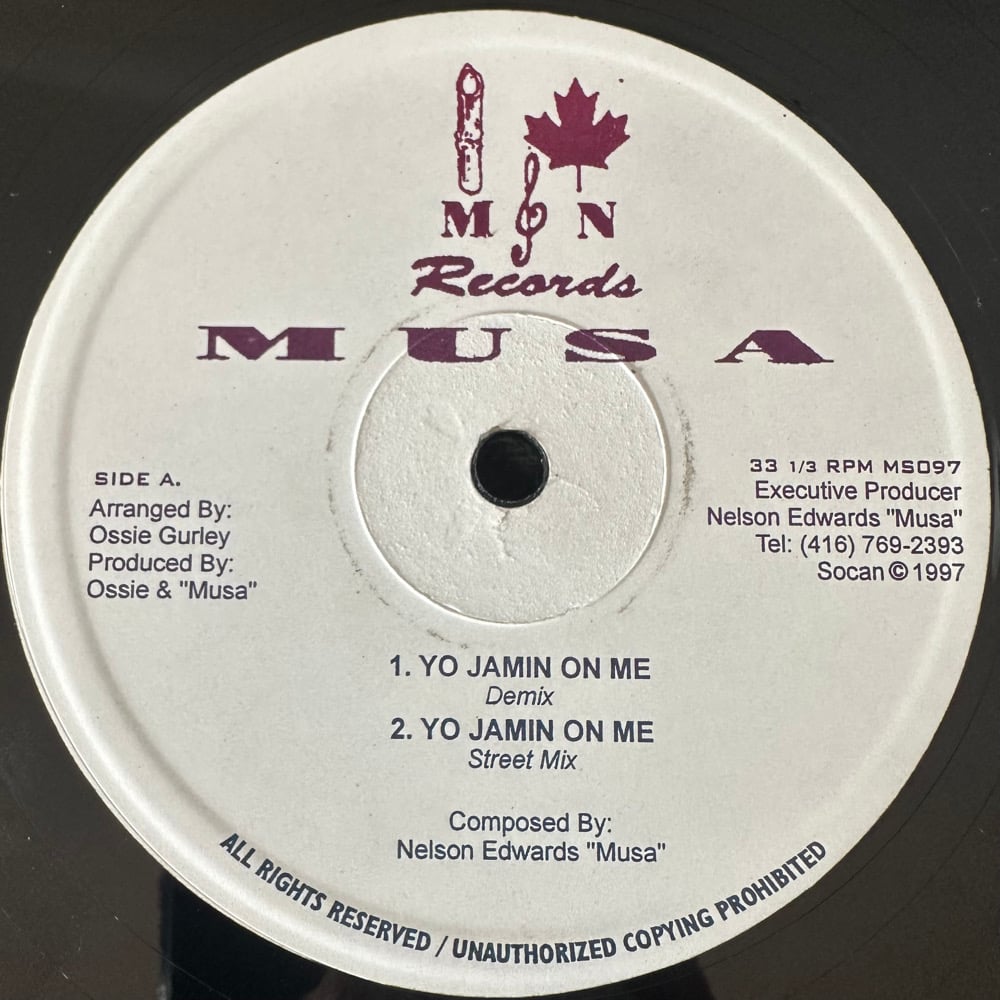 M N
Records
MUSA
SIDE A.
Arranged By:
Ossie Gurley
Produced By:
Ossie & "Musa"
33 1/3 RPM MS097
Executive Producer
Nelson Edwards "Musa"
Tel: (416) 769-2393
Socan © 1997
1. YO JAMIN ON ME
Demix
2. YO JAMIN ON ME
Street Mix
Composed By:
Nelson Edwards "Musa"
ALL RIGHTS RESERVED / UNAUTHORIZED COPYING PROHIBITED